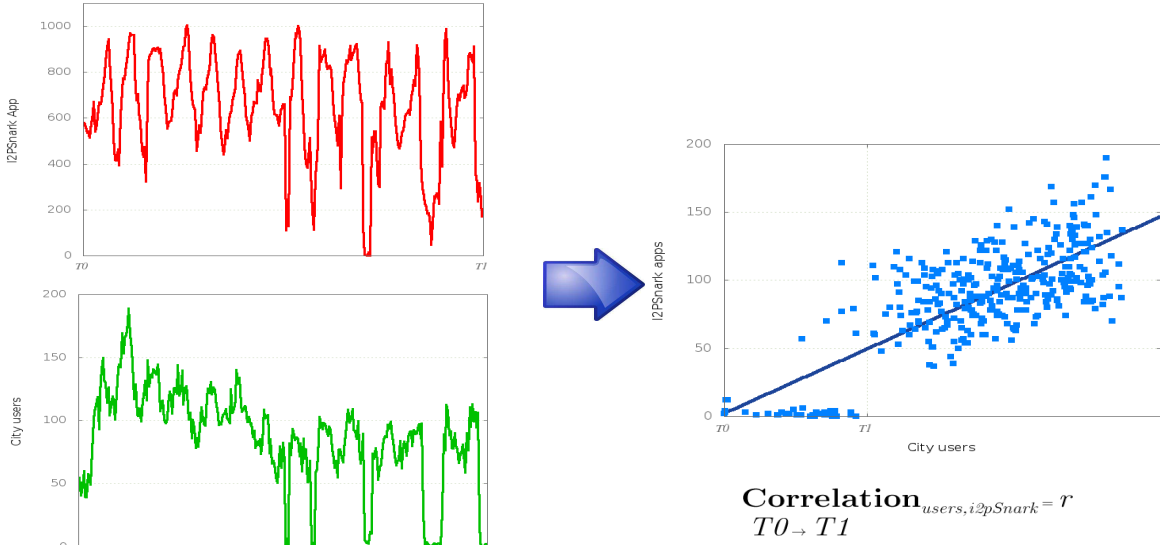 1000
800
600
400
200
0
I2PSnark App
T0 T1
200
150
100
50
0
City users
200
150
100
50
0
I2PSnark apps
T0 T1
City users
Correlation users,i2pSnark = r
T0 → T1